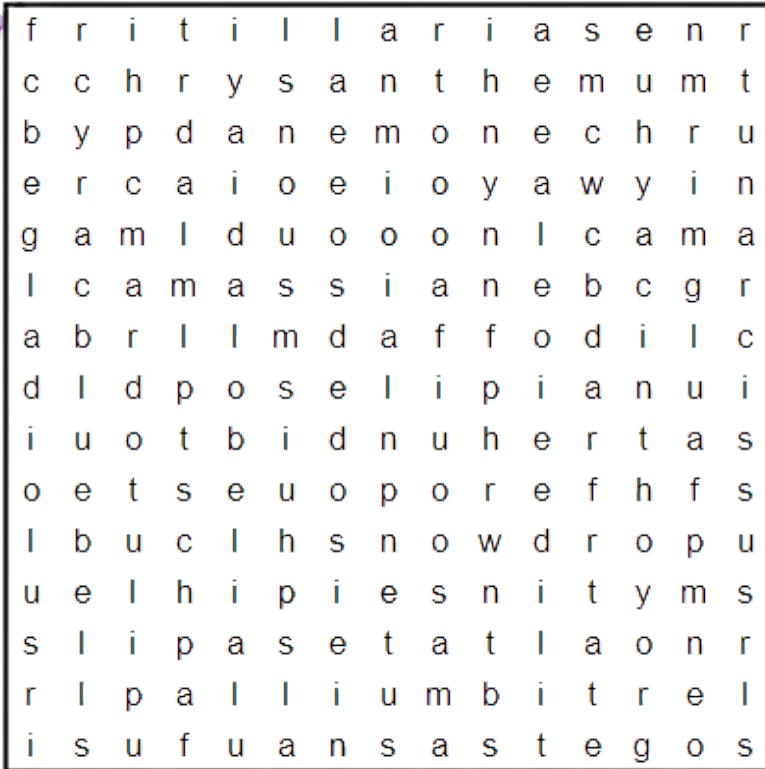 f r i t i l l a r i a s e n r
c c h r y s a n t h e m u m t
b y p d a n e m o n e c h r u
e r c a i o e i o y a w y i n
g a m l d u o o o n l c a m a
l c a m a s s i a n e b c g r
a b r l l m d a f f o d i l c
d l d p o s e l i p i a n u i
i u o t b i d n u h e r t a s
o e t s e u o p o r e f h f s
l b u c l h s n o w d r o p u
u e l h i p i e s n i t y m s
s l i p a s e t a t l a o n r
r l p a l l i u m b i t r e l
i s u f u a n s a s t e g o s